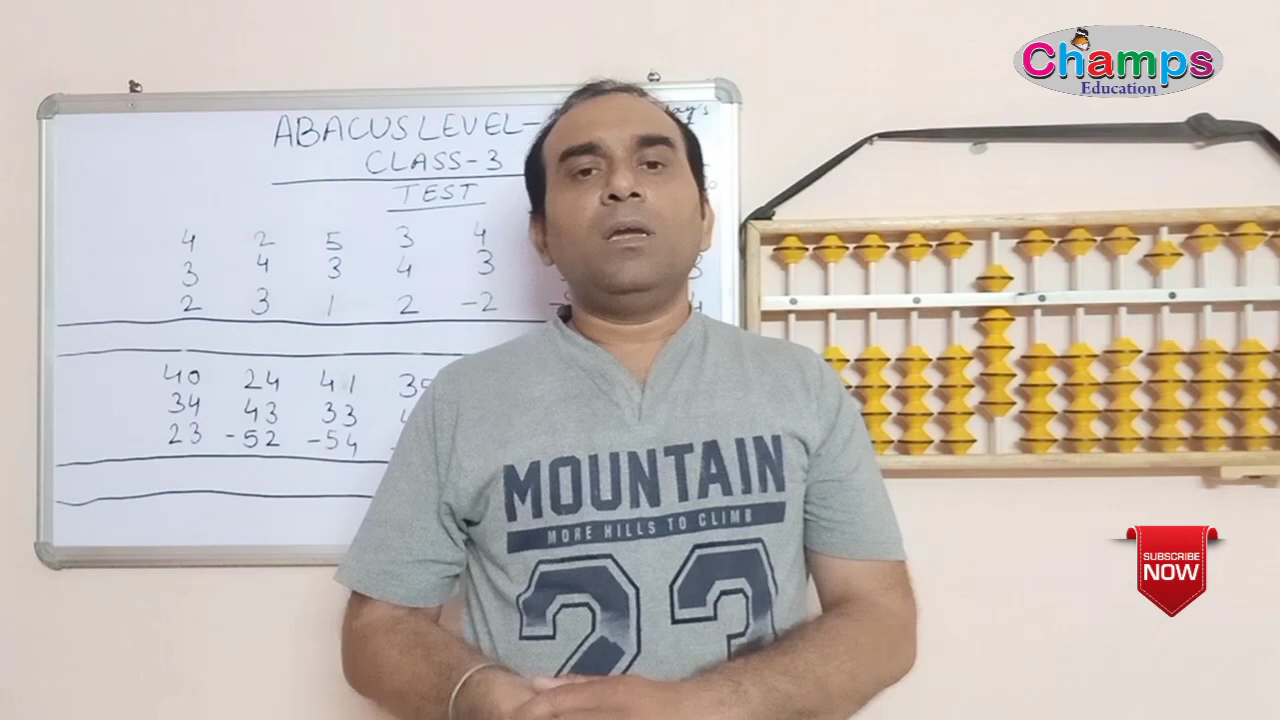 Champs
Education
ABACUS LEVEL-
CLASS-3
TEST
4 2 5 3 4
3 4 3 4 3
2 3 1 2 -2
40 24 41
34 43 33
23 -52 -54
MOUNTAIN
MORE HILLS TO CLIMB
23
SUBSCRIBE
NOW